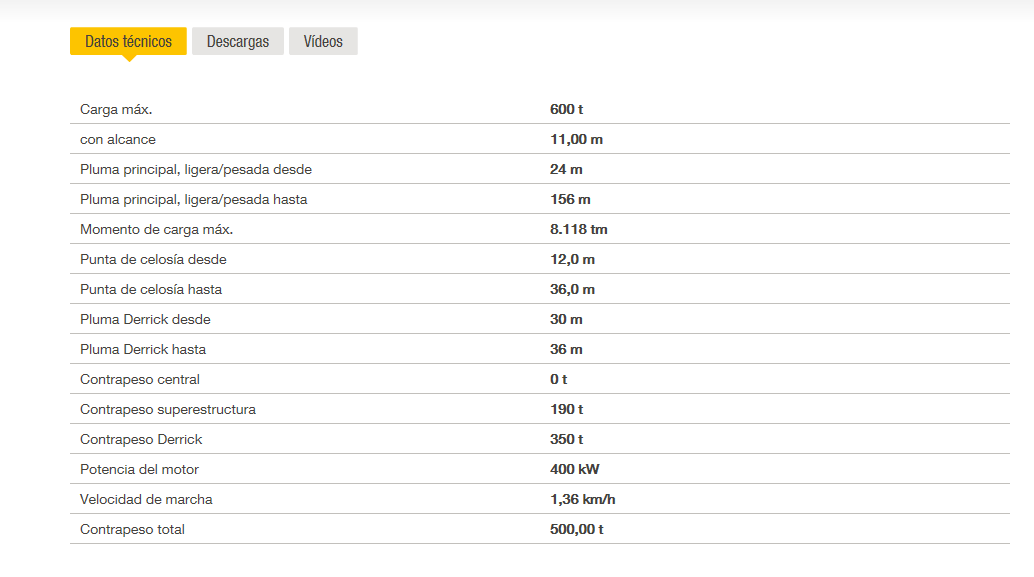 Datos técnicos Descargas Vídeos
Carga máx. 600 t
con alcance 11,00 m
Pluma principal, ligera/pesada desde 24 m
Pluma principal, ligera/pesada hasta 156 m
Momento de carga máx. 8.118 tm
Punta de celosía desde 12,0 m
Punta de celosía hasta 36,0 m
Pluma Derrick desde 30 m
Pluma Derrick hasta 36 m
Contrapeso central 0 t
Contrapeso superestructura 190 t
Contrapeso Derrick 350 t
Potencia del motor 400 kW
Velocidad de marcha 1,36 km/h
Contrapeso total 500,00 t